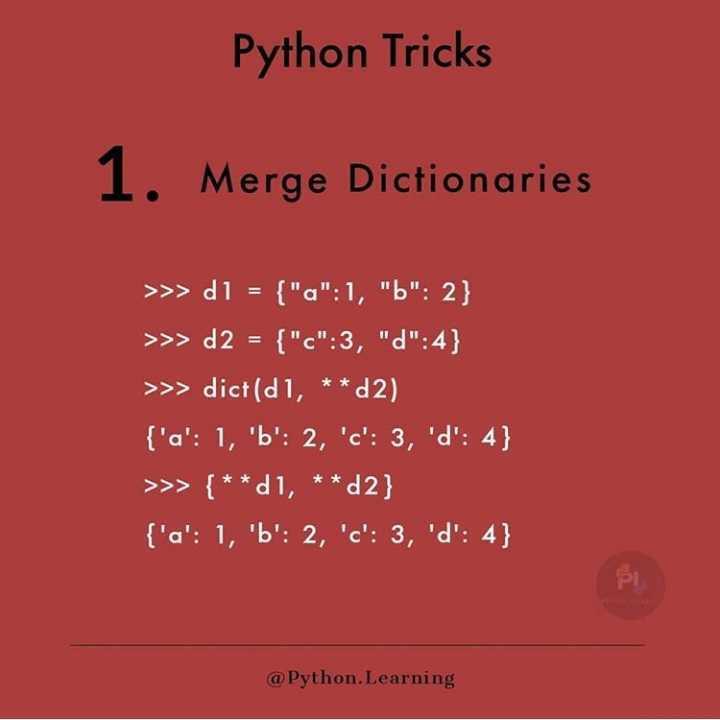 Python Tricks
1. Merge Dictionaries
>>> d1 = {"a":1, "b": 2}
>>> d2 = {"c":3, "d":4}
>>> dict(d1, **d2)
{'a': 1, 'b': 2, 'c': 3, 'd': 4}
>>> {**d1, **d2}
{'a': 1, 'b': 2, 'c': 3, 'd': 4}
PL
@Python.Learning